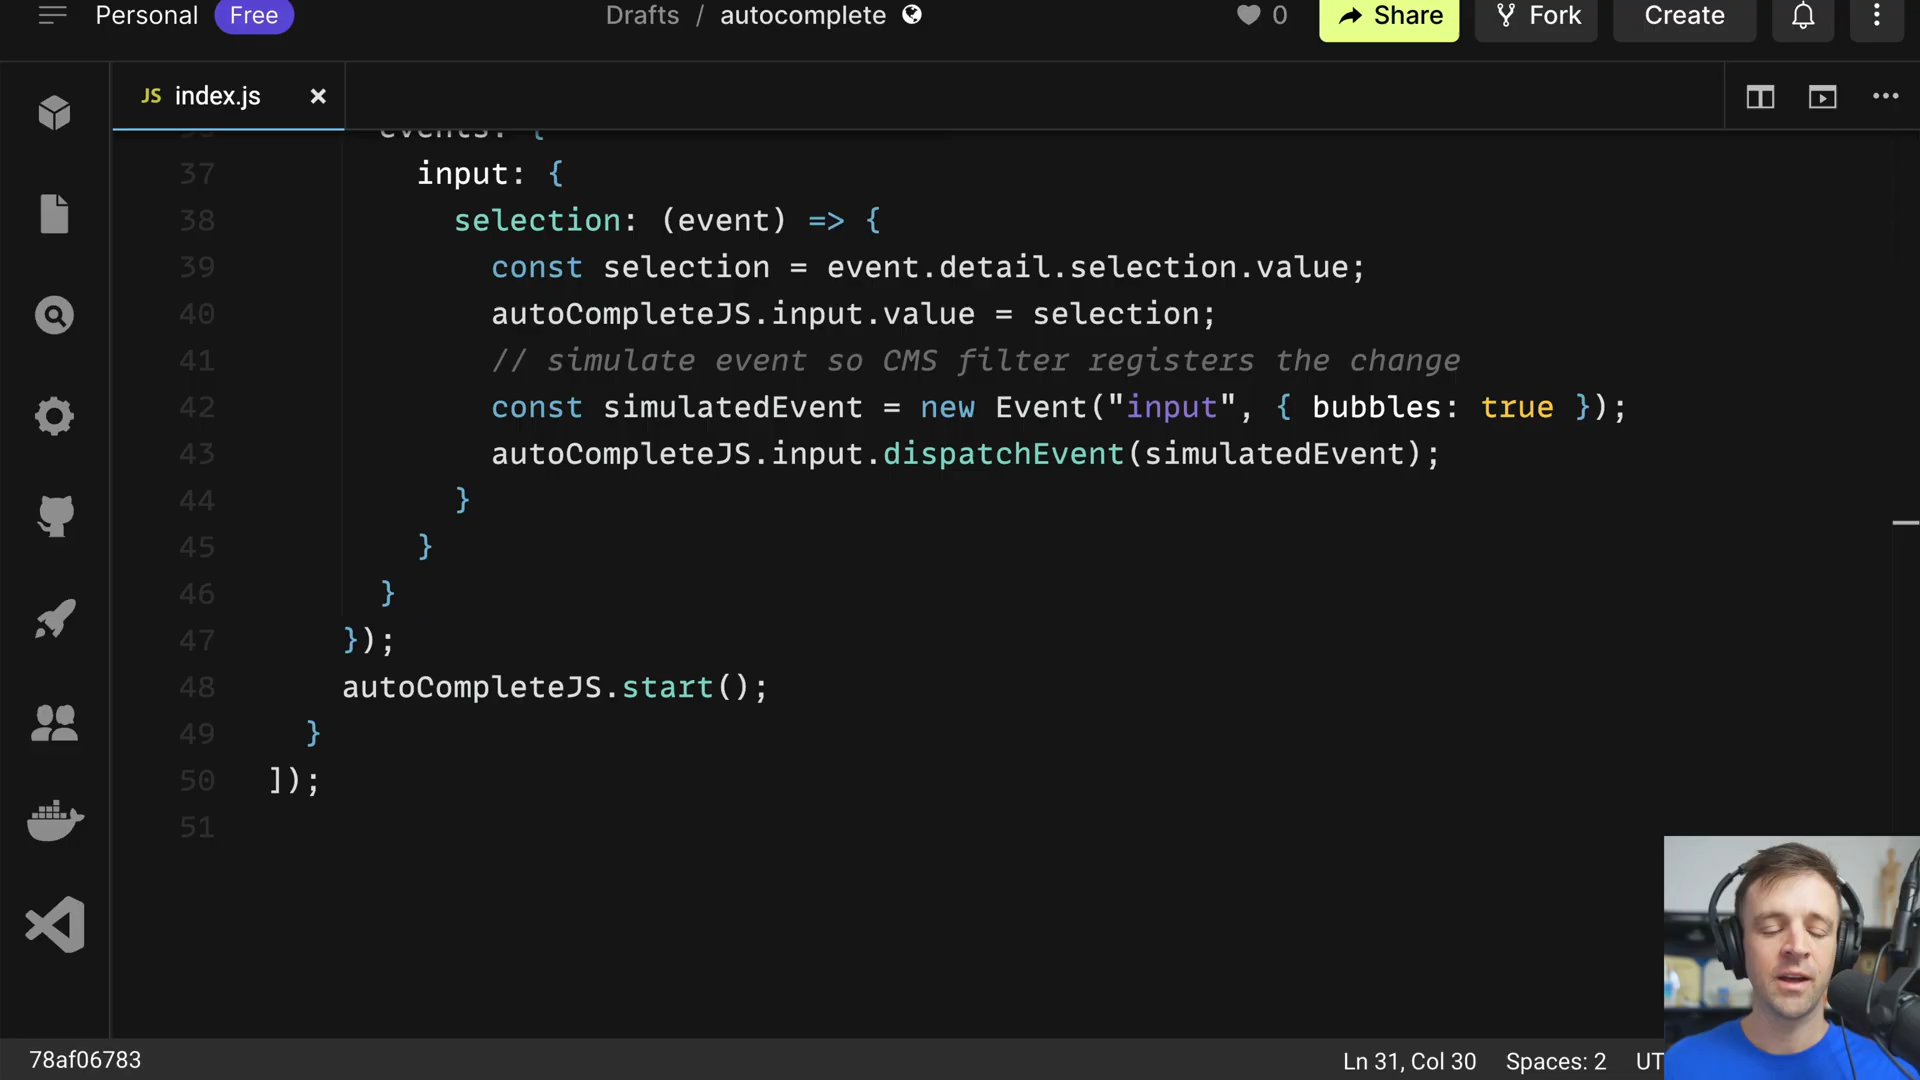 Personal Free Drafts / autocomplete 0 Share Fork Create
JS index.js
events: {
37 input: {
38 selection: (event) => {
39 const selection = event.detail.selection.value;
40 autoCompleteJS.input.value = selection;
41 // simulate event so CMS filter registers the change
42 const simulatedEvent = new Event("input", { bubbles: true });
43 autoCompleteJS.input.dispatchEvent(simulatedEvent);
44 }
45 }
46 }
47 });
48 autoCompleteJS.start();
49 }
50 ]);
51
78af06783 Ln 31, Col 30 Spaces: 2 UT